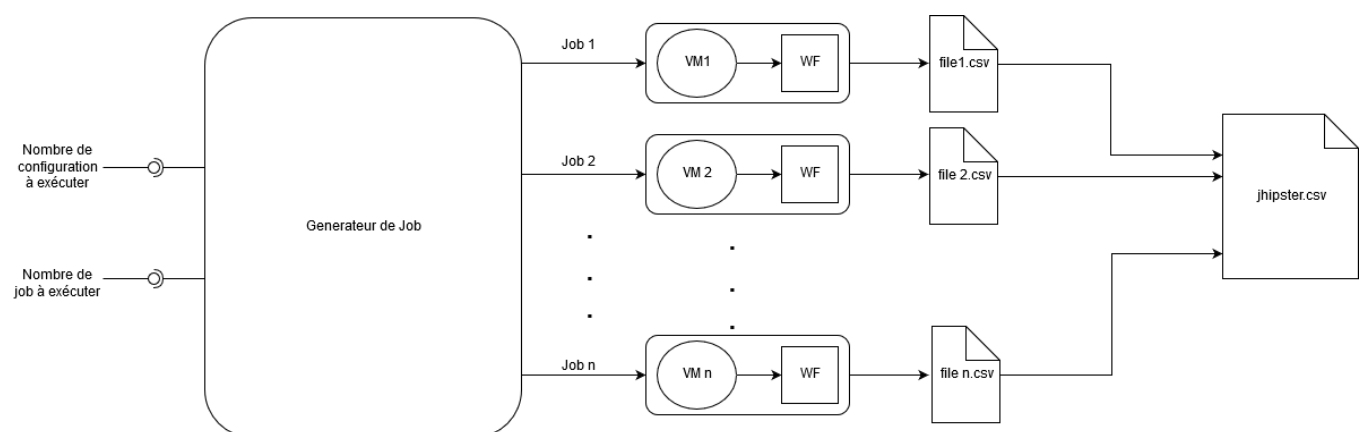 Job 1
VM1
WF
file1.csv
Nombre de
configuration
à exécuter
Job 2
VM 2
WF
file 2.csv
jhipster.csv
Generateur de Job
Nombre de
job à exécuter
Job n
VM n
WF
file n.csv